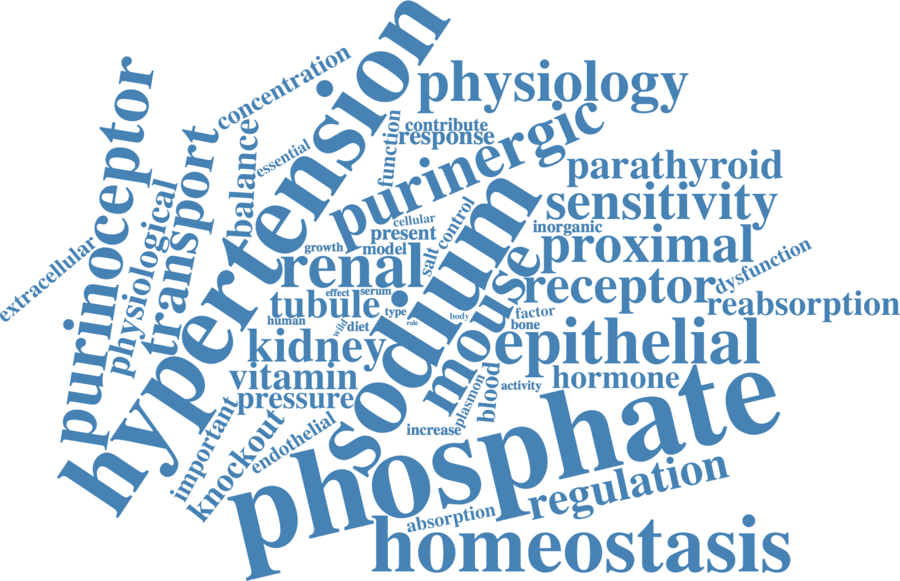 hypertension
concentration
physiology
purinoceptor
transport
balance
essential
function
contribute
response
purinergic
parathyroid
sensitivity
physiological
extracellular
cellular
present
control
inorganic
growth
model
salt
proximal
renal
sodium
mouse
receptor
dysfunction
reabsorption
effect
serum
tubule
type
human
wild
diet
role
body
factor
bone
kidney
epithelial
vitamin
pressure
blood
plasmon
activity
hormone
important
knockout
endothelial
increase
phosphate
absorption
regulation
homeostasis